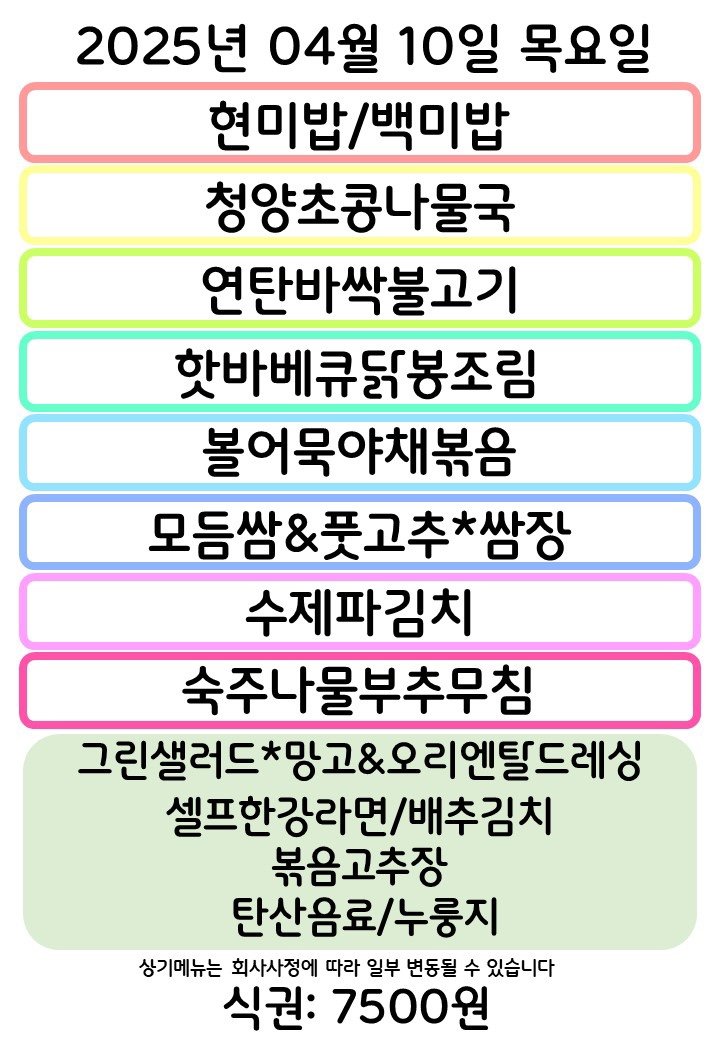 2025년 04월 10일 목요일
현미밥/백미밥
청양초콩나물국
연탄바싹불고기
핫바베큐닭봉조림
볼어묵야채볶음
모듬쌈&풋고추*쌈장
수제파김치
숙주나물부추무침
그린샐러드*망고&오리엔탈드레싱
셀프한강라면/배추김치
볶음고추장
탄산음료/누룽지
상기메뉴는 회사사정에 따라 일부 변동될 수 있습니다
식권: 7500원